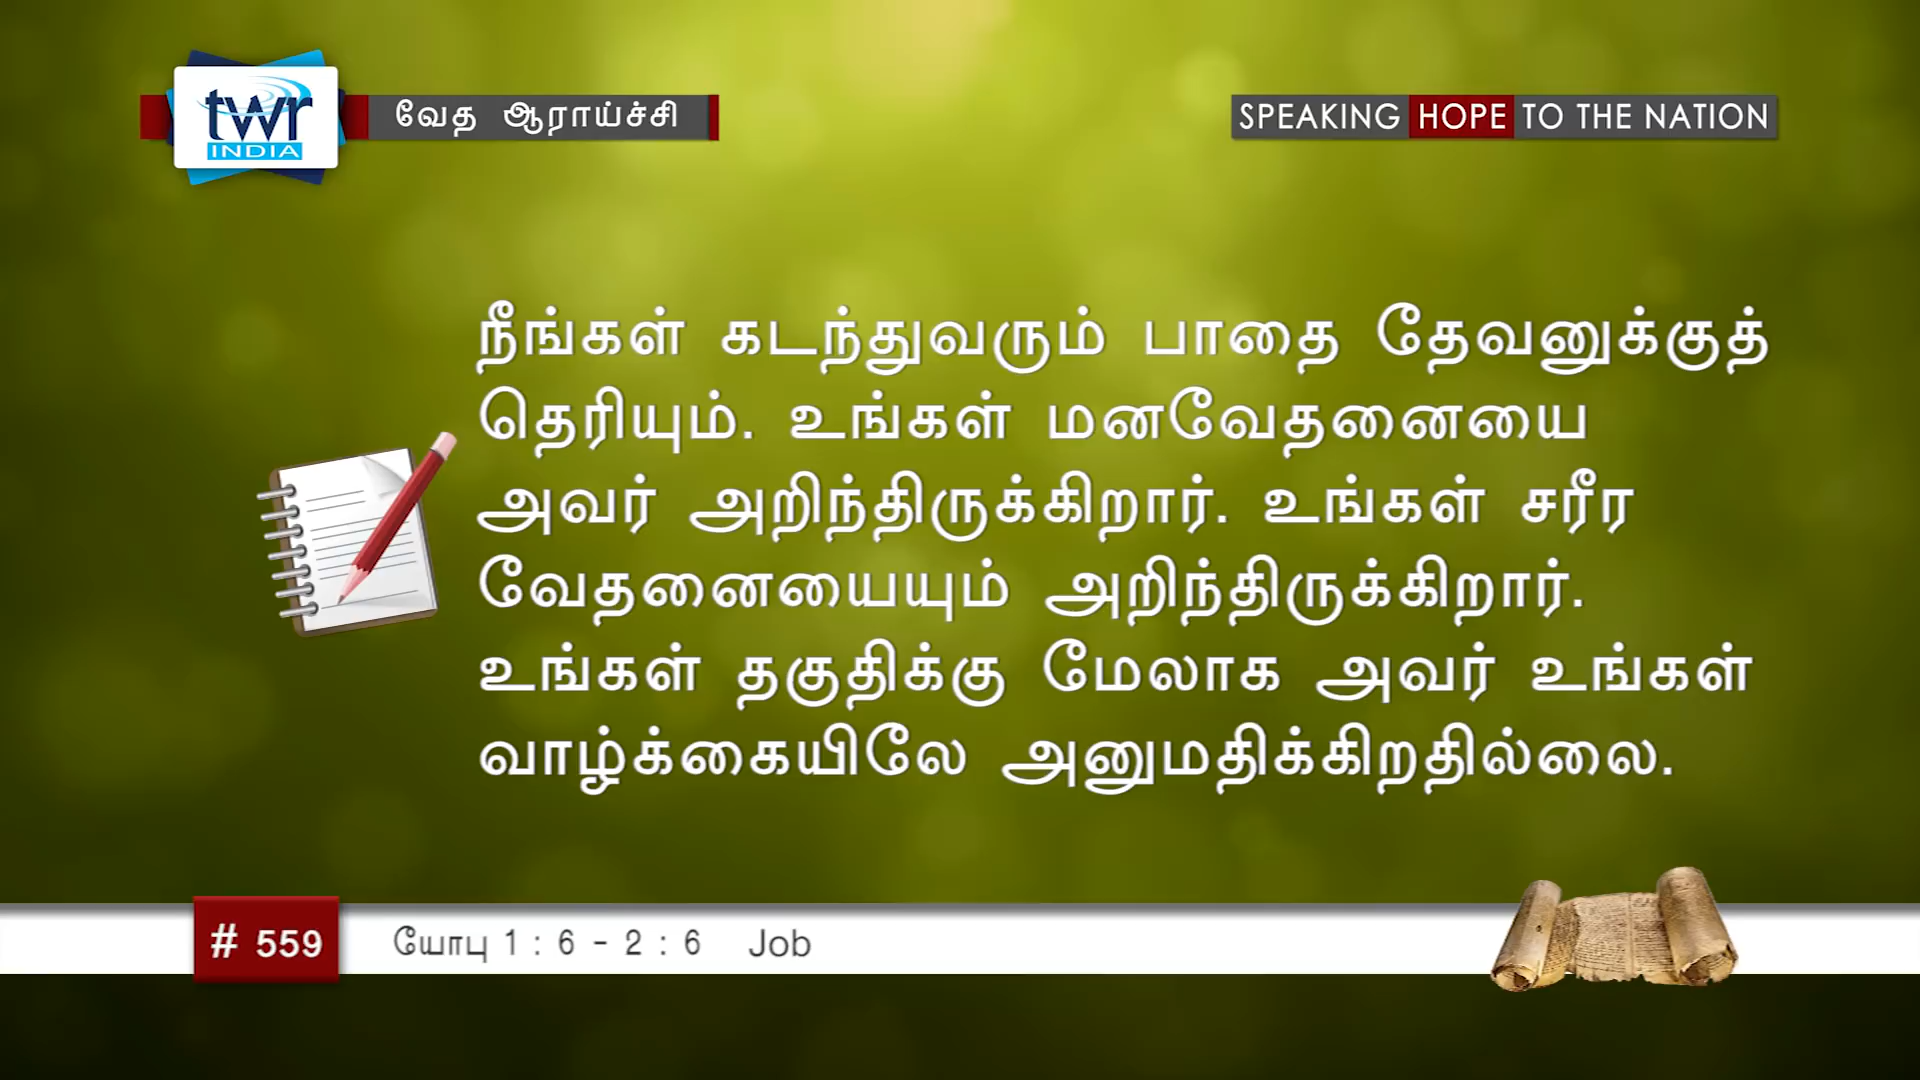 twr
INDIA
வேத ஆராய்ச்சி
SPEAKING HOPE TO THE NATION
நீங்கள் கடந்துவரும் பாதை தேவனுக்குத்
தெரியும். உங்கள் மனவேதனையை
அவர் அறிந்திருக்கிறார். உங்கள் சரீர
வேதனையையும் அறிந்திருக்கிறார்.
உங்கள் தகுதிக்கு மேலாக அவர் உங்கள்
வாழ்க்கையிலே அனுமதிக்கிறதில்லை.
# 559
யோபு 1 : 6 - 2 : 6 Job